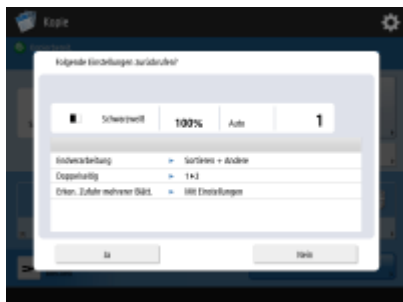 Kopie
Folgende Einstellungen zurückrufen?
Schwarzweiß 100% Auto 1
Endverarbeitung ► Sortieren + Andere
Doppelseitig ► 1►2
Erken. Zufuhr mehrerer Blätt. ► Mit Einstellungen
Ja Nein